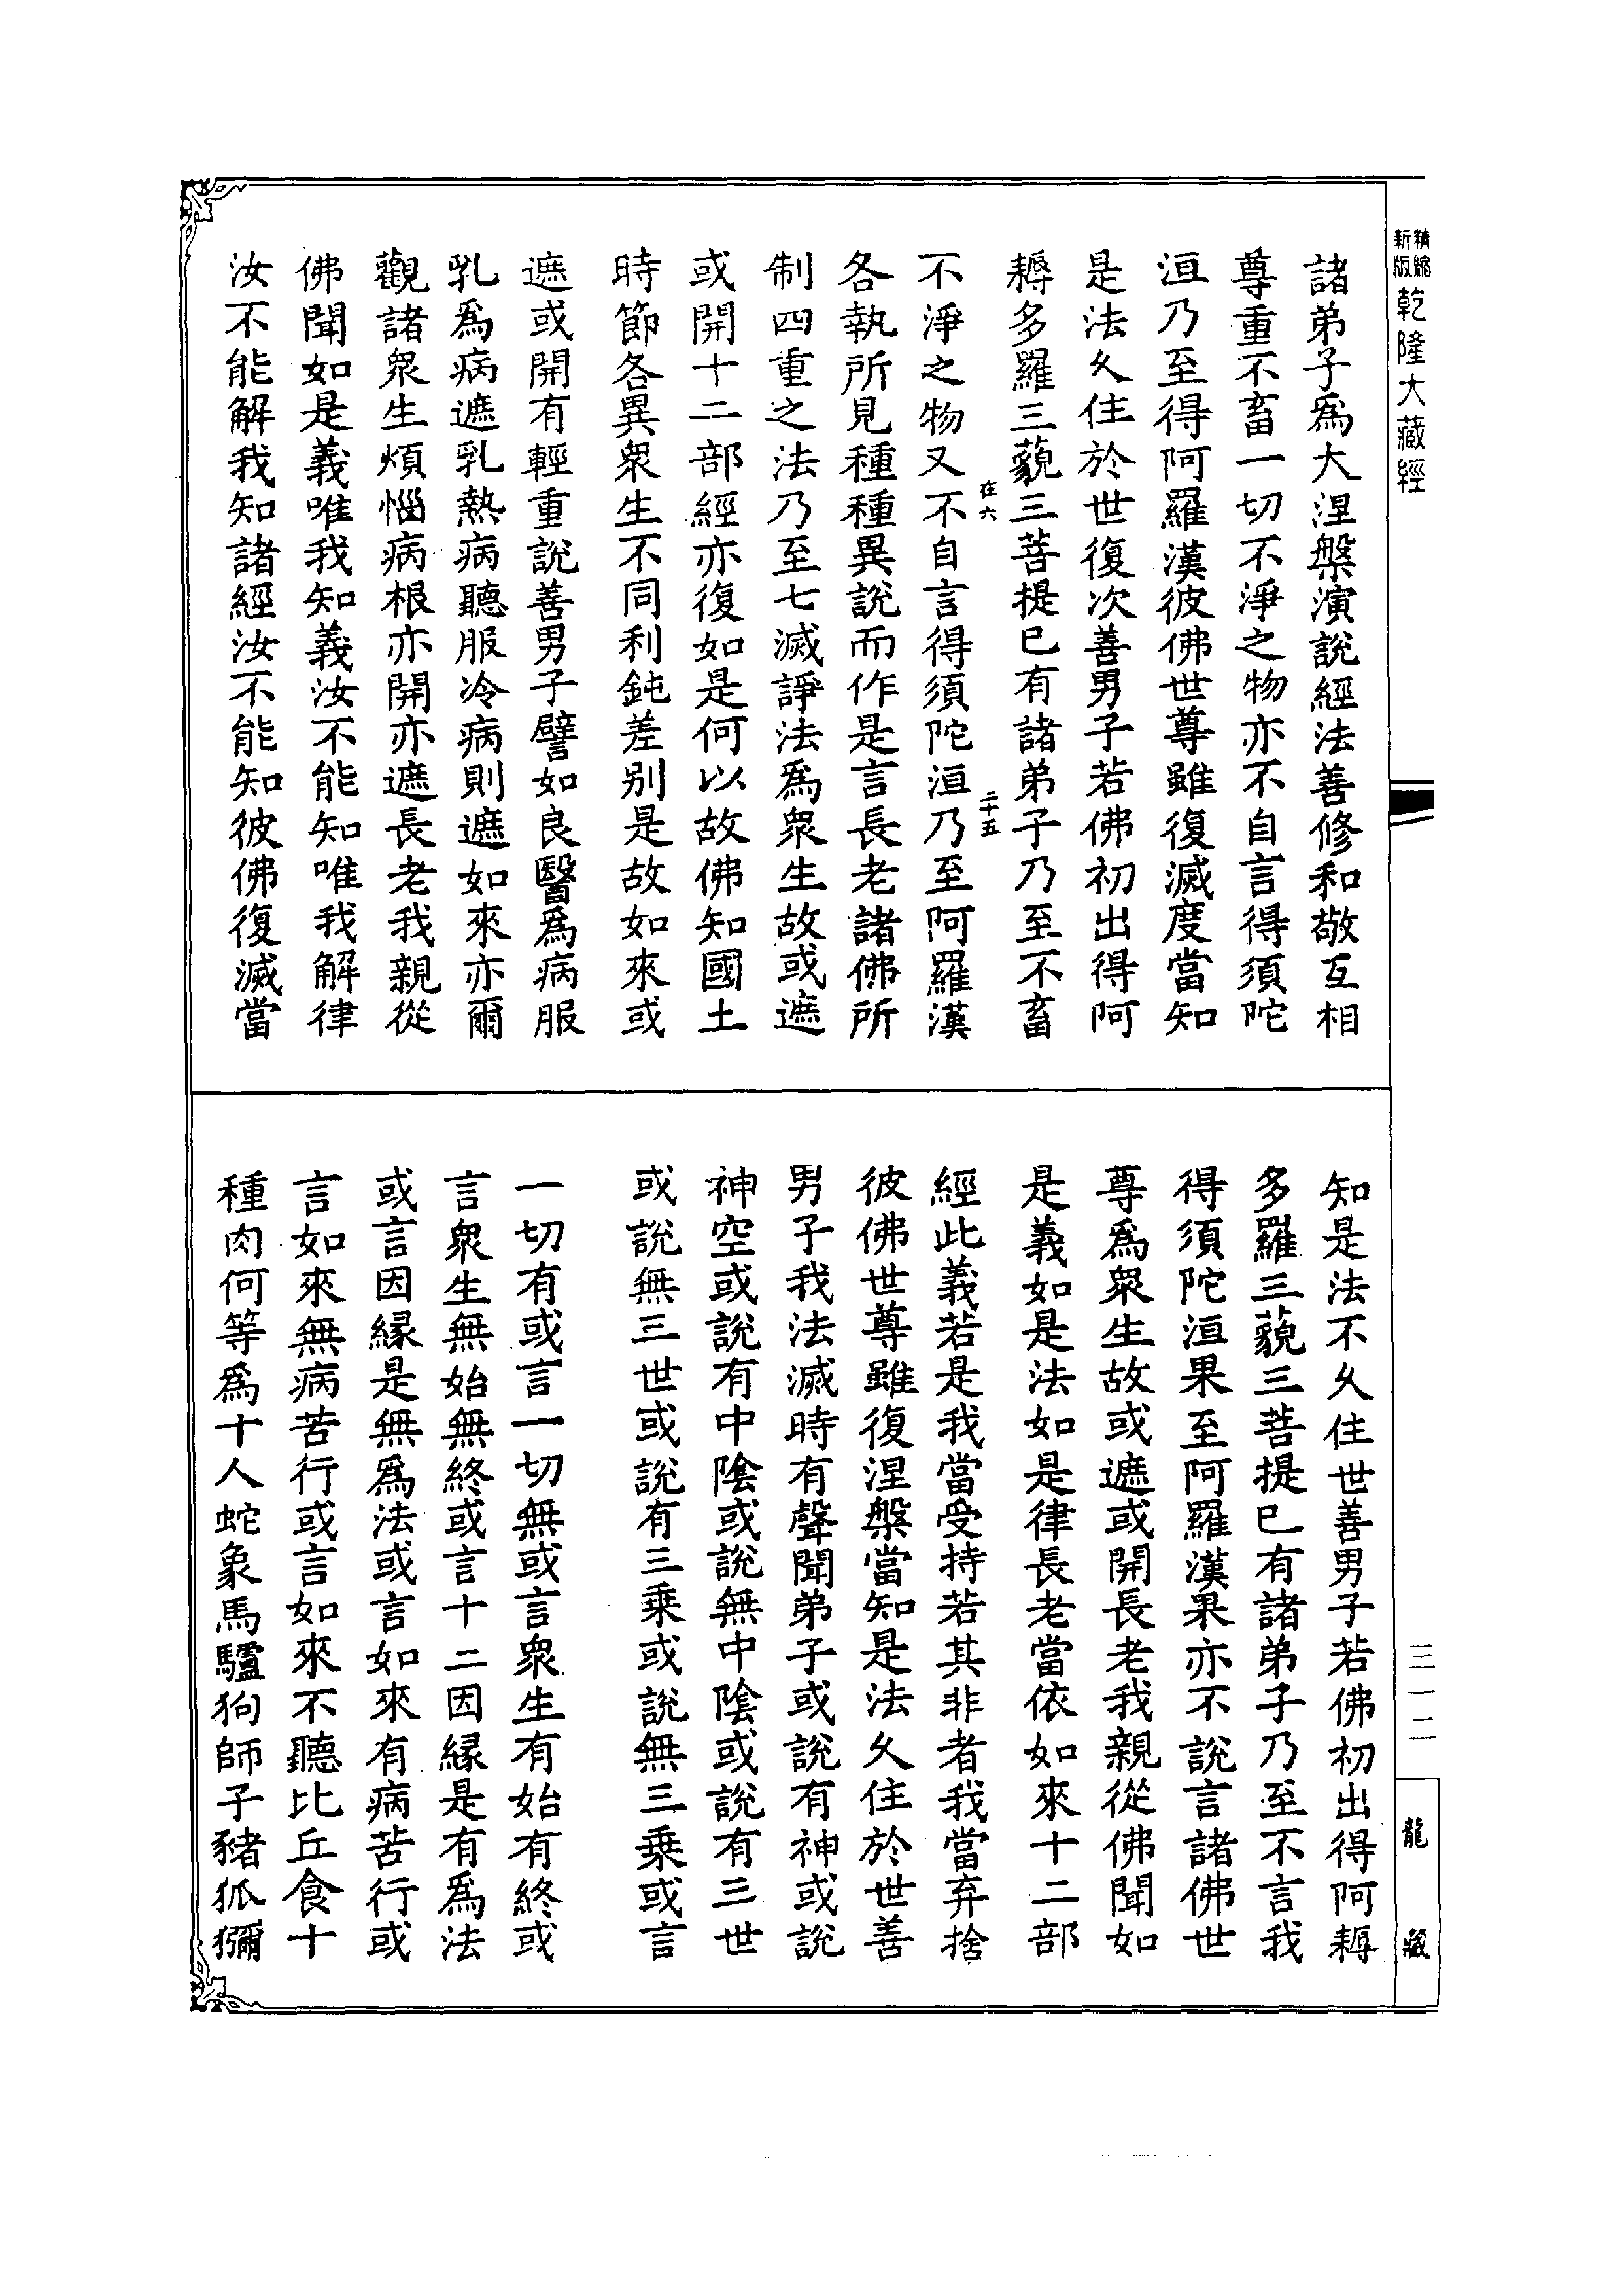 精縮
新版
乾隆大藏經
諸弟子爲大涅槃演說經法善修和敬互相
尊重不畜一切不淨之物亦不自言得須陀
洹乃至得阿羅漢彼佛世尊雖復滅度當知
是法久住於世復次善男子若佛初出得阿
耨多羅三藐三菩提已有諸弟子乃至不畜
在六
二十五
不淨之物又不自言得須陀洹乃至阿羅漢
各執所見種種異說而作是言長老諸佛所
制四重之法乃至七滅諍法爲衆生故或遮
或開十二部經亦復如是何以故佛知國土
時節各異衆生不同利鈍差別是故如來或
遮或開有輕重說善男子譬如良醫爲病服
乳爲病遮乳熱病聽服冷病則遮如來亦爾
觀諸衆生煩惱病根亦開亦遮長老我親從
佛聞如是義唯我知義汝不能知唯我解律
汝不能解我知諸經汝不能知彼佛復滅當
知是法不久住世善男子若佛初出得阿耨
多羅三藐三菩提已有諸弟子乃至不言我
得須陀洹果至阿羅漢果亦不說言諸佛世
尊爲衆生故或遮或開長老我親從佛聞如
是義如是法如是律長老當依如來十二部
經此義若是我當受持若其非者我當弃捨
彼佛世尊雖復涅槃當知是法久住於世善
男子我法滅時有聲聞弟子或說有神或說
神空或說有中陰或說無中陰或說有三世
或說無三世或說有三乘或說無三乘或言
一切有或言一切無或言衆生有始有終或
言衆生無始無終或言十二因緣是有爲法
或言因緣是無爲法或言如來有病苦行或
言如來無病苦行或言如來不聽比丘食十
種肉何等爲十人蛇象馬驢狗師子豬狐獼
三一二
龍藏